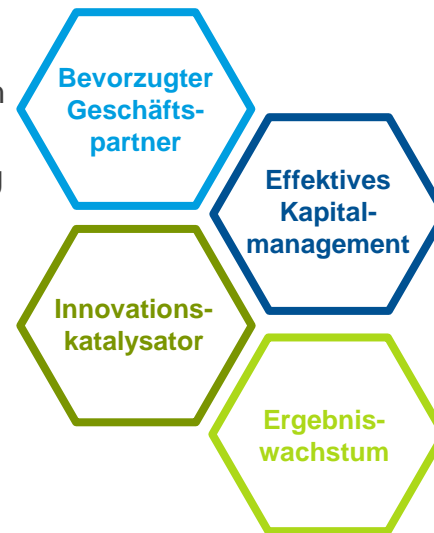 Bevorzugter
Geschäfts-
partner
Effektives
Kapital-
management
Innovations-
katalysator
Ergebnis-
wachstum